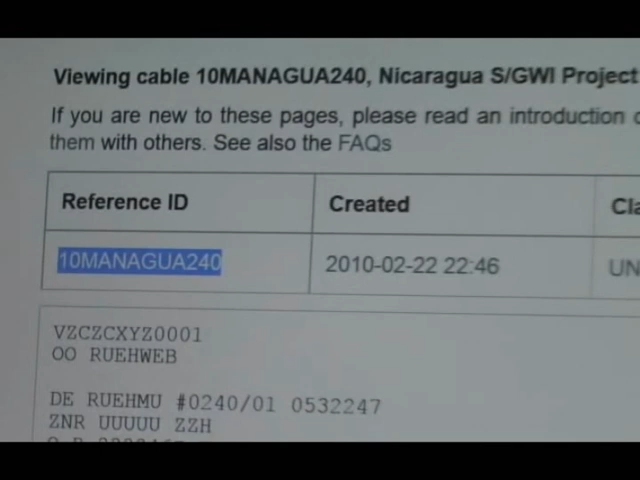 Viewing cable 10MANAGUA240, Nicaragua S/GWI Project
If you are new to these pages, please read an introduction
them with others. See also the FAQs
Reference ID Created
10MANAGUA240 2010-02-22 22:46
VZCZCXYZ0001
OO RUEHWEB
DE RUEHMU #0240/01 0532247
ZNR UUUUU ZZH